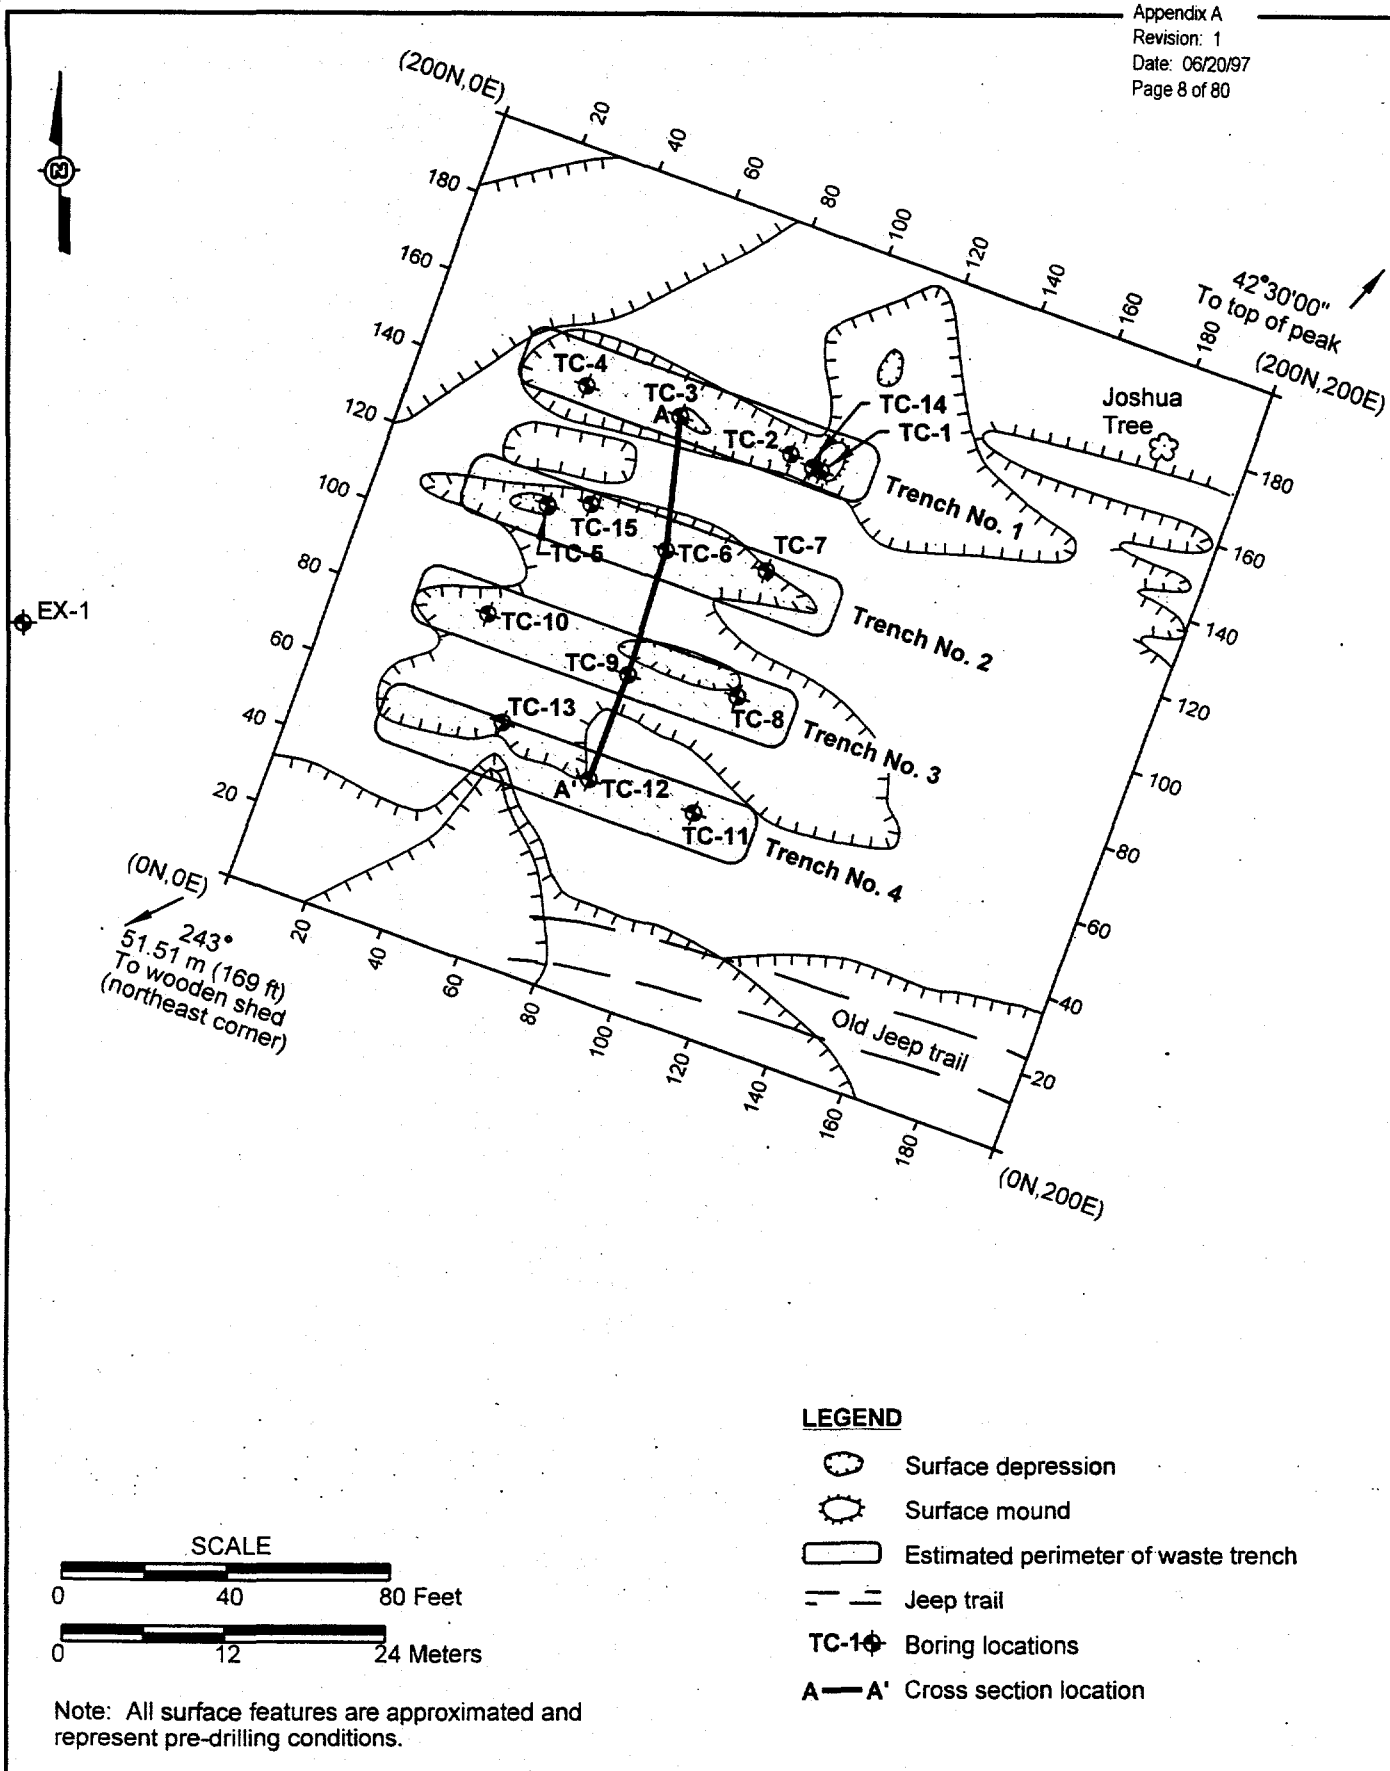 Appendix A
Revision: 1
Date: 06/20/97
Page 8 of 80
N
(200N,0E)
20
40
60
80
100
120
140
160
180
42°30'00"
To top of peak
(200N,200E)
180
160
140
120
100
80
60
40
20
Joshua
Tree
180
160
140
120
100
80
60
40
20
TC-4
TC-3
A
TC-14
TC-1
TC-2
Trench No. 1
TC-15
TC-5
TC-6
TC-7
Trench No. 2
EX-1
TC-10
TC-9
TC-8
Trench No. 3
TC-13
A'
TC-12
TC-11
Trench No. 4
(0N,0E)
243°
51.51 m (169 ft)
To wooden shed
(northeast corner)
20
40
60
80
100
120
140
160
180
Old Jeep trail
(0N,200E)
LEGEND
Surface depression
Surface mound
Estimated perimeter of waste trench
Jeep trail
TC-1 Boring locations
A A' Cross section location
SCALE
0 40 80 Feet
0 12 24 Meters
Note: All surface features are approximated and
represent pre-drilling conditions.